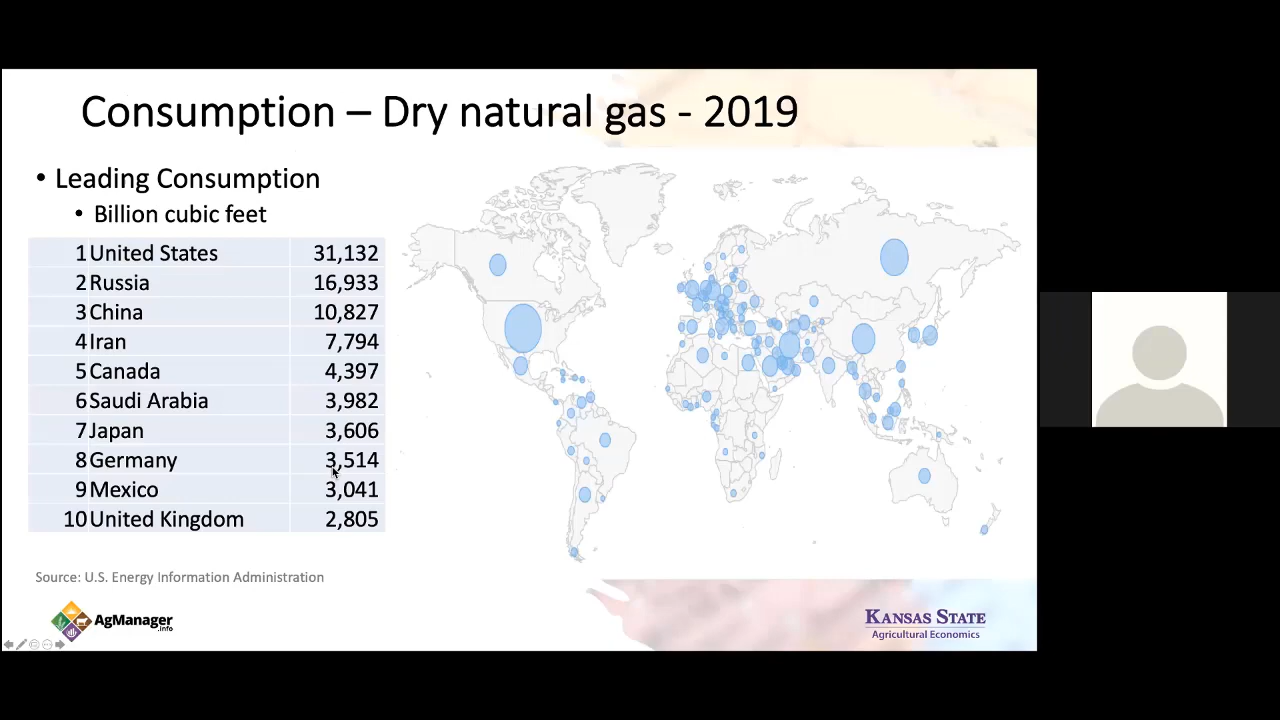 Consumption – Dry natural gas - 2019
• Leading Consumption
• Billion cubic feet
1 United States 31,132
2 Russia 16,933
3 China 10,827
4 Iran 7,794
5 Canada 4,397
6 Saudi Arabia 3,982
7 Japan 3,606
8 Germany 3,514
9 Mexico 3,041
10 United Kingdom 2,805
Source: U.S. Energy Information Administration
AgManager
.info
KANSAS STATE
Agricultural Economics